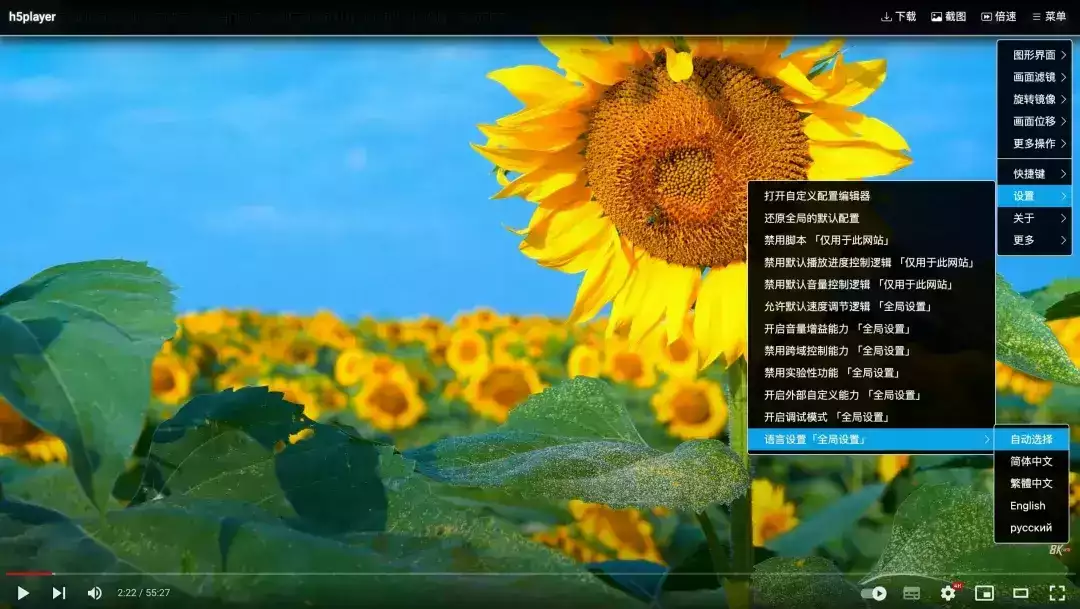 h5player
下载 截图 倍速 菜单
图形界面
画面滤镜
旋转镜像
画面位移
更多操作
快捷键
设置
关于
更多
打开自定义配置编辑器
还原全局的默认配置
禁用脚本 「仅用于此网站」
禁用默认播放进度控制逻辑 「仅用于此网站」
禁用默认音量控制逻辑 「仅用于此网站」
允许默认速度调节逻辑 「全局设置」
开启音量增益能力 「全局设置」
禁用跨域控制能力 「全局设置」
禁用实验性功能 「全局设置」
开启外部自定义能力 「全局设置」
开启调试模式 「全局设置」
语言设置「全局设置」
自动选择
简体中文
繁體中文
English
русский
8K
2:22 / 55:27